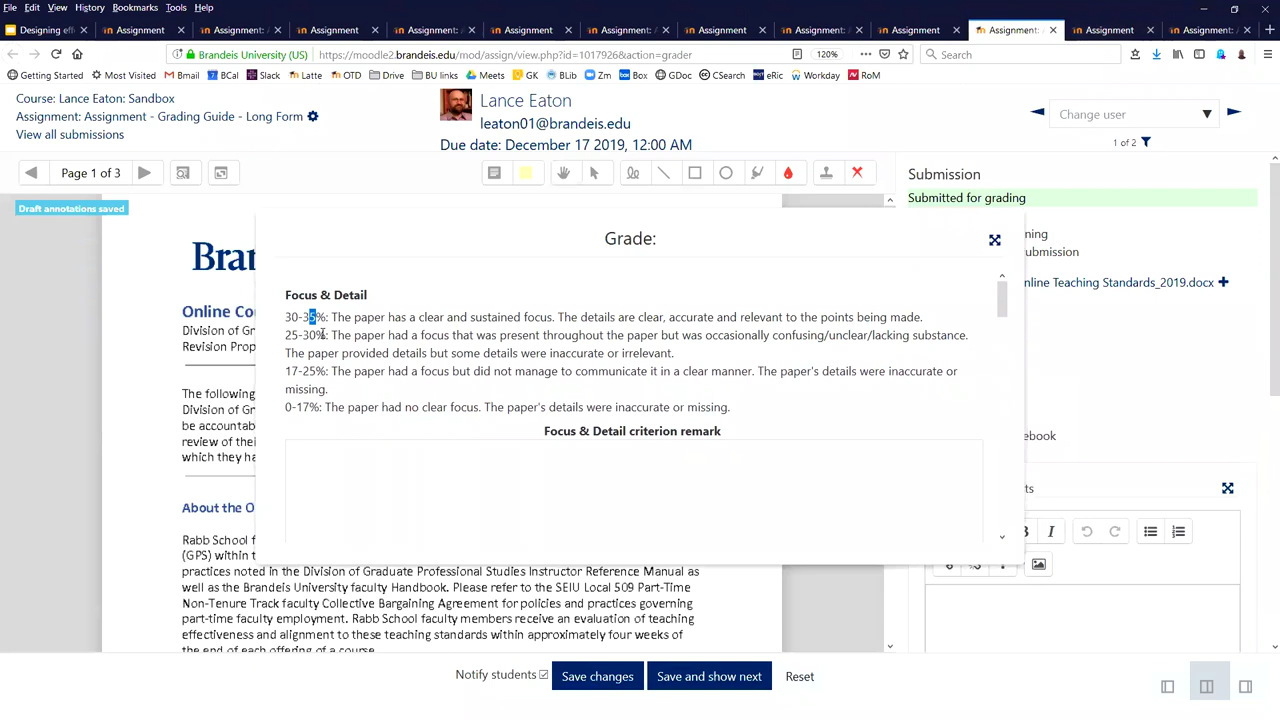 File Edit View History Bookmarks Tools Help
Designing ef
Assignment
Assignment:
Assignment
Assignment
Assignment
Assignment: A
Assignment
Assignment: A
Assignment
Assignment: A
Assignment
Assignment: A
Brandeis University (US) https://moodle2.brandeis.edu/mod/assign/view.php?id=1017926&action=grader 120% Search
Getting Started Most Visited Bmail BCal Slack Latte OTD Drive BU links Meets GK BLib Zm Box GDoc CSearch eRic Workday RoM
Course: Lance Eaton: Sandbox
Assignment: Assignment - Grading Guide - Long Form
View all submissions
Lance Eaton
leaton01@brandeis.edu
Due date: December 17 2019, 12:00 AM
Change user
1 of 2
Page 1 of 3
Draft annotations saved
Submission
Submitted for grading
ning
ubmission
nline Teaching Standards_2019.docx
ebook
ts
Bran
Online Co
Division of Gr
Revision Prop
The following
Division of Gr
be accountab
review of thei
which they ha
About the O
Rabb School f
(GPS) within t
practices noted in the Division of Graduate Professional Studies Instructor Reference Manual as
well as the Brandeis University faculty Handbook. Please refer to the SEIU Local 509 Part-Time
Non-Tenure Track faculty Collective Bargaining Agreement for policies and practices governing
part-time faculty employment. Rabb School faculty members receive an evaluation of teaching
effectiveness and alignment to these teaching standards within approximately four weeks of
the end of each offering of a course.
Grade:
Focus & Detail
30-35%: The paper has a clear and sustained focus. The details are clear, accurate and relevant to the points being made.
25-30%: The paper had a focus that was present throughout the paper but was occasionally confusing/unclear/lacking substance.
The paper provided details but some details were inaccurate or irrelevant.
17-25%: The paper had a focus but did not manage to communicate it in a clear manner. The paper's details were inaccurate or
missing.
0-17%: The paper had no clear focus. The paper's details were inaccurate or missing.
Focus & Detail criterion remark
Notify students Save changes Save and show next Reset